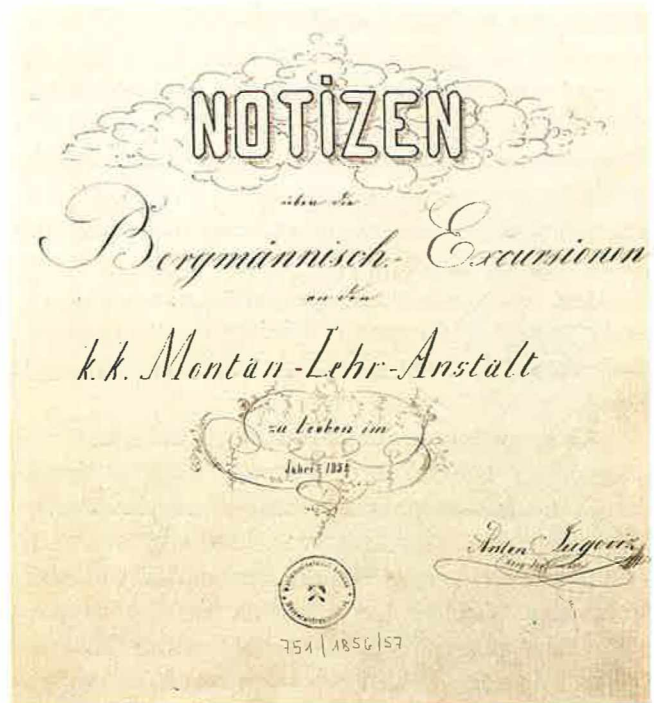 NOTIZEN
über die
Bergmännisch. Excursionen
an der
k. k. Montan-Lehr-Anstalt
zu Leoben im
Jahre 185
Anton
751/1856/57